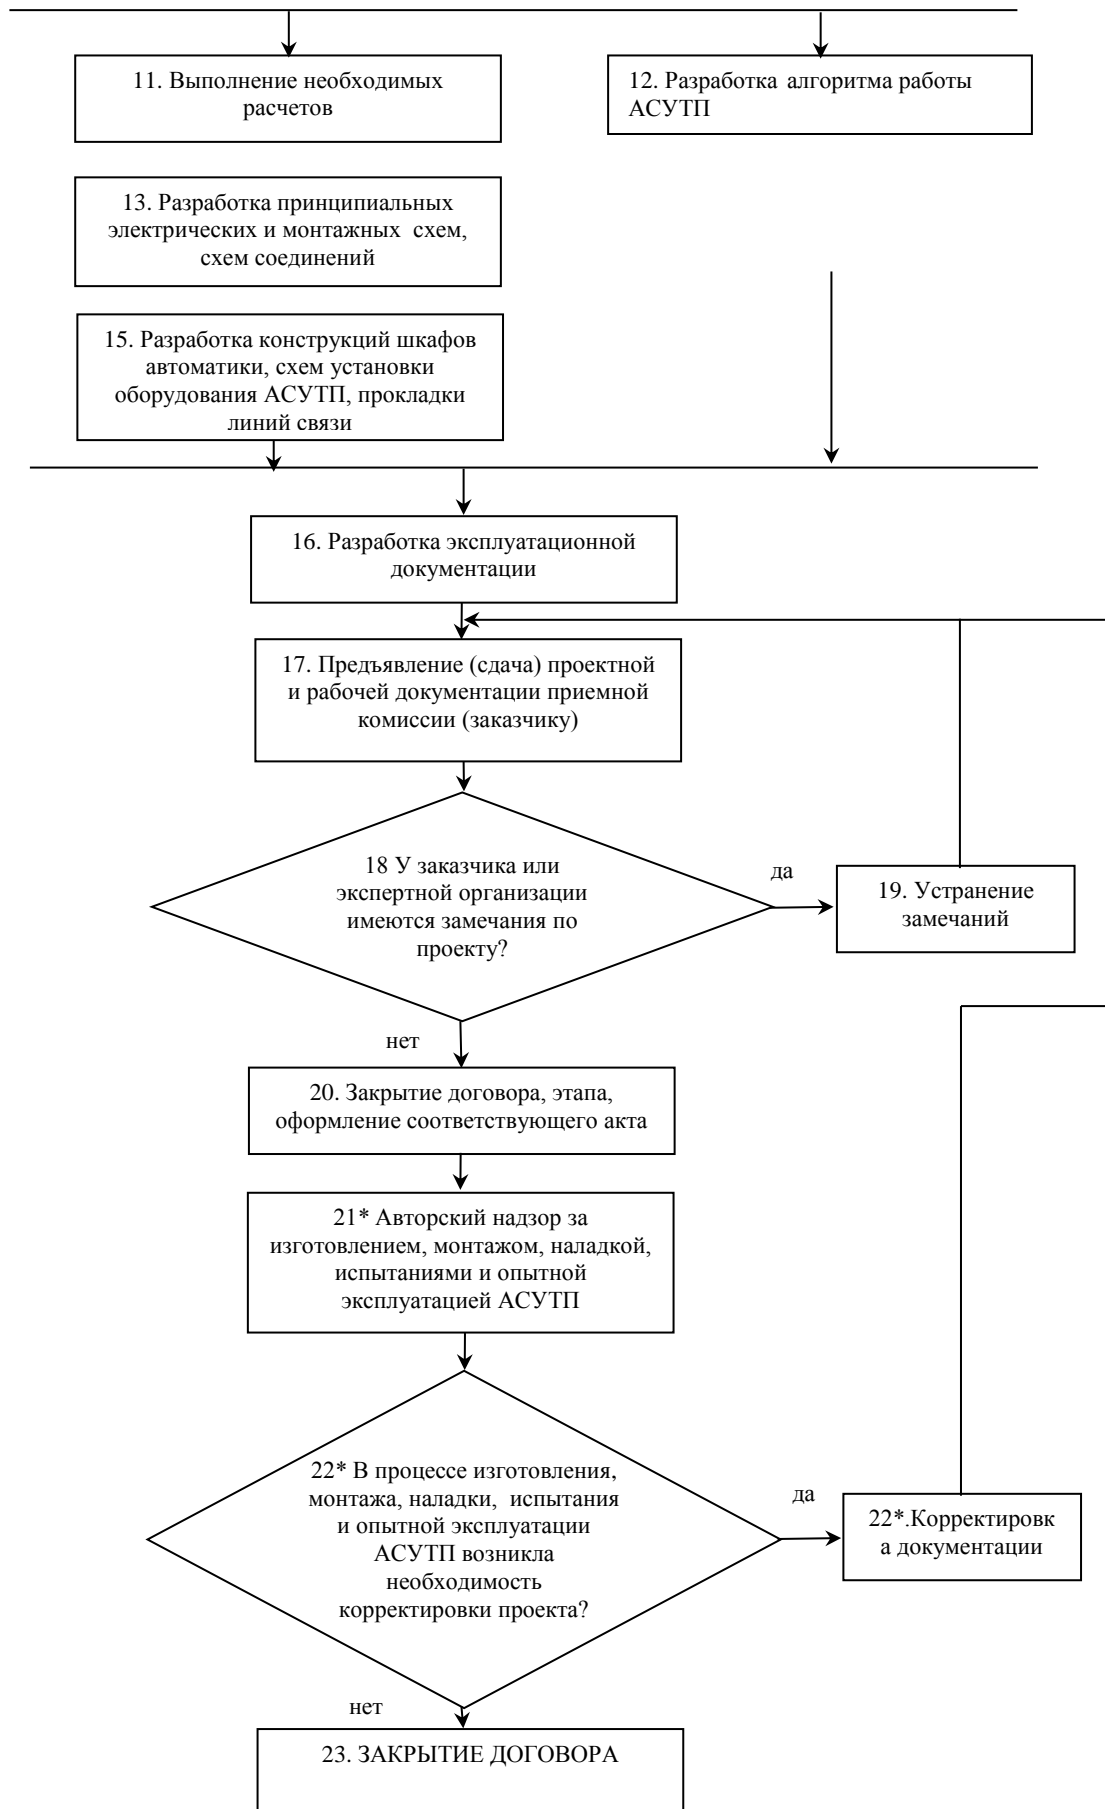 11. Выполнение необходимых
расчетов
12. Разработка алгоритма работы
АСУТП
13. Разработка принципиальных
электрических и монтажных схем,
схем соединений
15. Разработка конструкций шкафов
автоматики, схем установки
оборудования АСУТП, прокладки
линий связи
16. Разработка эксплуатационной
документации
17. Предъявление (сдача) проектной
и рабочей документации приемной
комиссии (заказчику)
18 У заказчика или
экспертной организации
имеются замечания по
проекту?
да
19. Устранение
замечаний
нет
20. Закрытие договора, этапа,
оформление соответствующего акта
21* Авторский надзор за
изготовлением, монтажом, наладкой,
испытаниями и опытной
эксплуатацией АСУТП
22* В процессе изготовления,
монтажа, наладки, испытания
и опытной эксплуатации
АСУТП возникла
необходимость
корректировки проекта?
да
22*.Корректировк
а документации
нет
23. ЗАКРЫТИЕ ДОГОВОРА